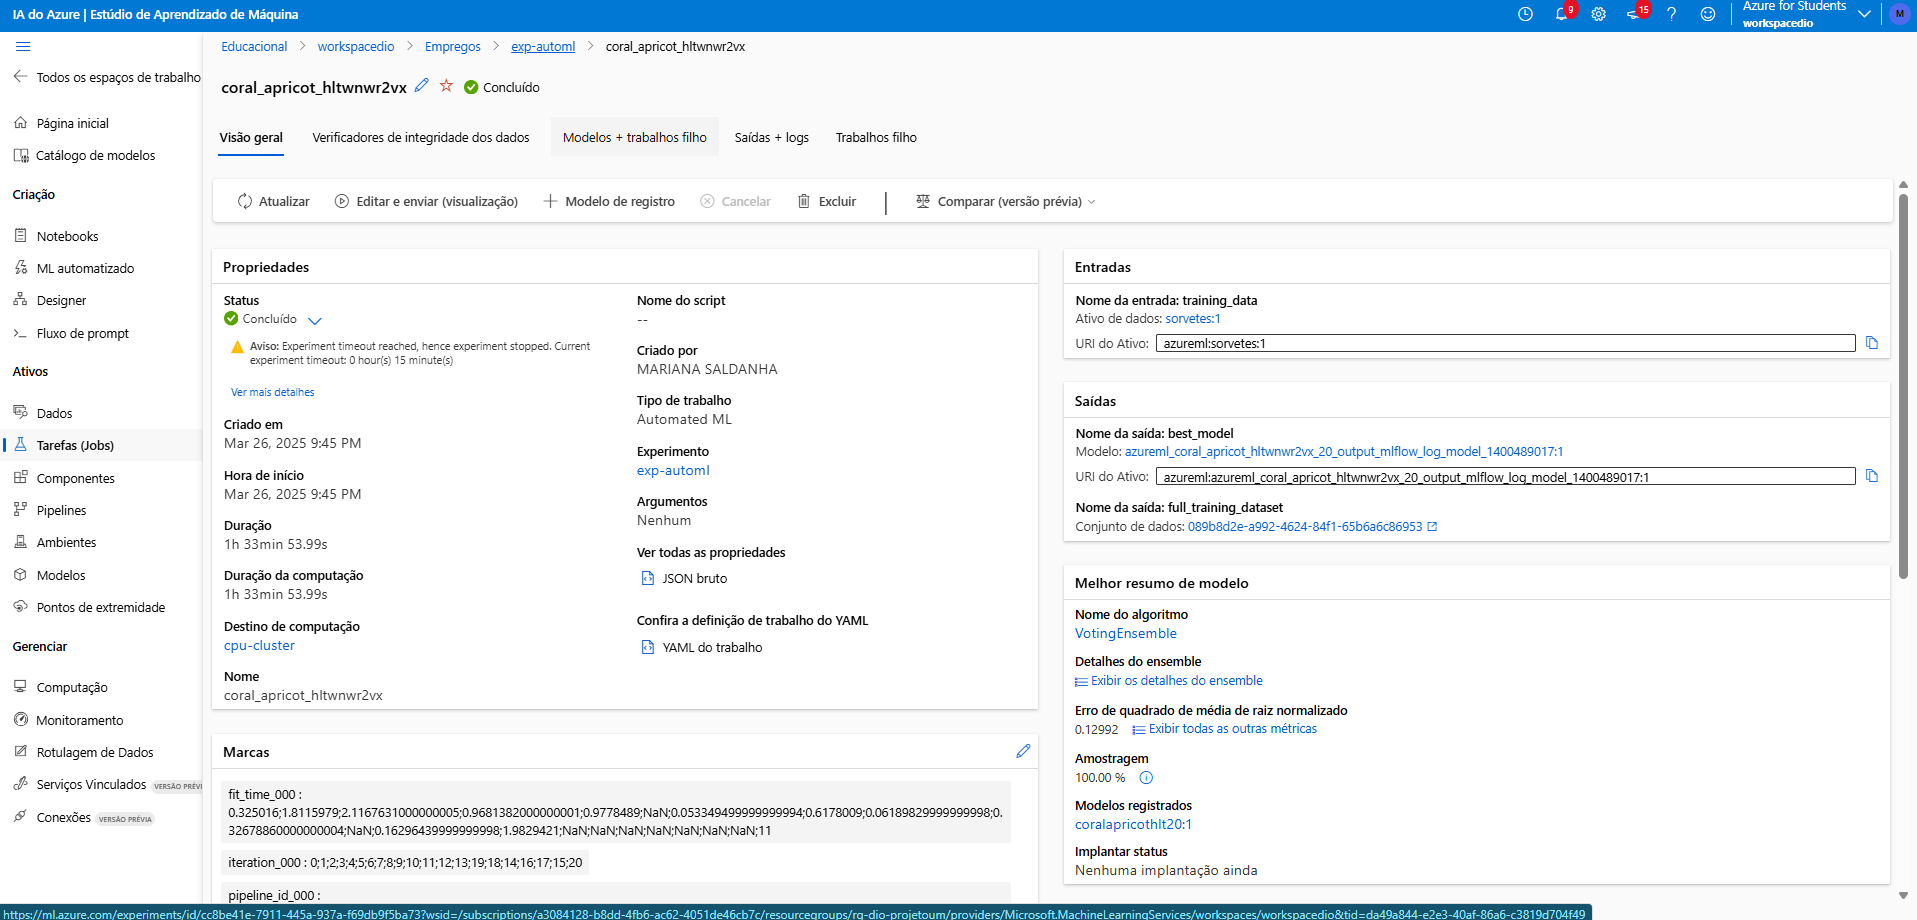 IA do Azure | Estúdio de Aprendizado de Máquina
9
15
?
Azure for Students
workspacedio
M
Todos os espaços de trabalho
Página inicial
Catálogo de modelos
Criação
Notebooks
ML automatizado
Designer
Fluxo de prompt
Ativos
Dados
Tarefas (Jobs)
Componentes
Pipelines
Ambientes
Modelos
Pontos de extremidade
Gerenciar
Computação
Monitoramento
Rotulagem de Dados
Serviços Vinculados VERSÃO PRÉVI
Conexões VERSÃO PRÉVIA
Educacional > workspacedio > Empregos > exp-automl > coral_apricot_hltwnwr2vx
coral_apricot_hltwnwr2vx Concluído
Visão geral Verificadores de integridade dos dados Modelos + trabalhos filho Saídas + logs Trabalhos filho
Atualizar Editar e enviar (visualização) Modelo de registro Cancelar Excluir | Comparar (versão prévia)
Propriedades
Status
Concluído
Aviso: Experiment timeout reached, hence experiment stopped. Current
experiment timeout: 0 hour(s) 15 minute(s)
Ver mais detalhes
Criado em
Mar 26, 2025 9:45 PM
Hora de início
Mar 26, 2025 9:45 PM
Duração
1h 33min 53.99s
Duração da computação
1h 33min 53.99s
Destino de computação
cpu-cluster
Nome
coral_apricot_hltwnwr2vx
Nome do script
--
Criado por
MARIANA SALDANHA
Tipo de trabalho
Automated ML
Experimento
exp-automl
Argumentos
Nenhum
Ver todas as propriedades
JSON bruto
Confira a definição de trabalho do YAML
YAML do trabalho
Marcas
fit_time_000 :
0.325016;1.8115979;2.1167631000000005;0.9681382000000001;0.9778489;NaN;0.053349499999999994;0.6178009;0.06189829999999998;0.
32678860000000004;NaN;0.16296439999999998;1.9829421;NaN;NaN;NaN;NaN;NaN;NaN;NaN;11
iteration_000 : 0;1;2;3;4;5;6;7;8;9;10;11;12;13;19;18;14;16;17;15;20
pipeline_id_000 :
Entradas
Nome da entrada: training_data
Ativo de dados: sorvetes:1
URI do Ativo: azureml:sorvetes:1
Saídas
Nome da saída: best_model
Modelo: azureml_coral_apricot_hltwnwr2vx_20_output_mlflow_log_model_1400489017:1
URI do Ativo: azureml:azureml_coral_apricot_hltwnwr2vx_20_output_mlflow_log_model_1400489017:1
Nome da saída: full_training_dataset
Conjunto de dados: 089b8d2e-a992-4624-84f1-65b6a6c86953
Melhor resumo de modelo
Nome do algoritmo
VotingEnsemble
Detalhes do ensemble
Exibir os detalhes do ensemble
Erro de quadrado de média de raiz normalizado
0.12992 Exibir todas as outras métricas
Amostragem
100.00 %
Modelos registrados
coralapricothlt20:1
Implantar status
Nenhuma implantação ainda
https://ml.azure.com/experiments/id/cc8be41e-7911-445a-937a-f69db9f5ba73?wsid=/subscriptions/a3084128-b8dd-4fb6-ac62-4051de46cb7c/resourcegroups/rg-dio-projetoum/providers/Microsoft.MachineLearningServices/workspaces/workspacedio&tid=da49a844-e2e3-40af-86a6-c3819d704f49